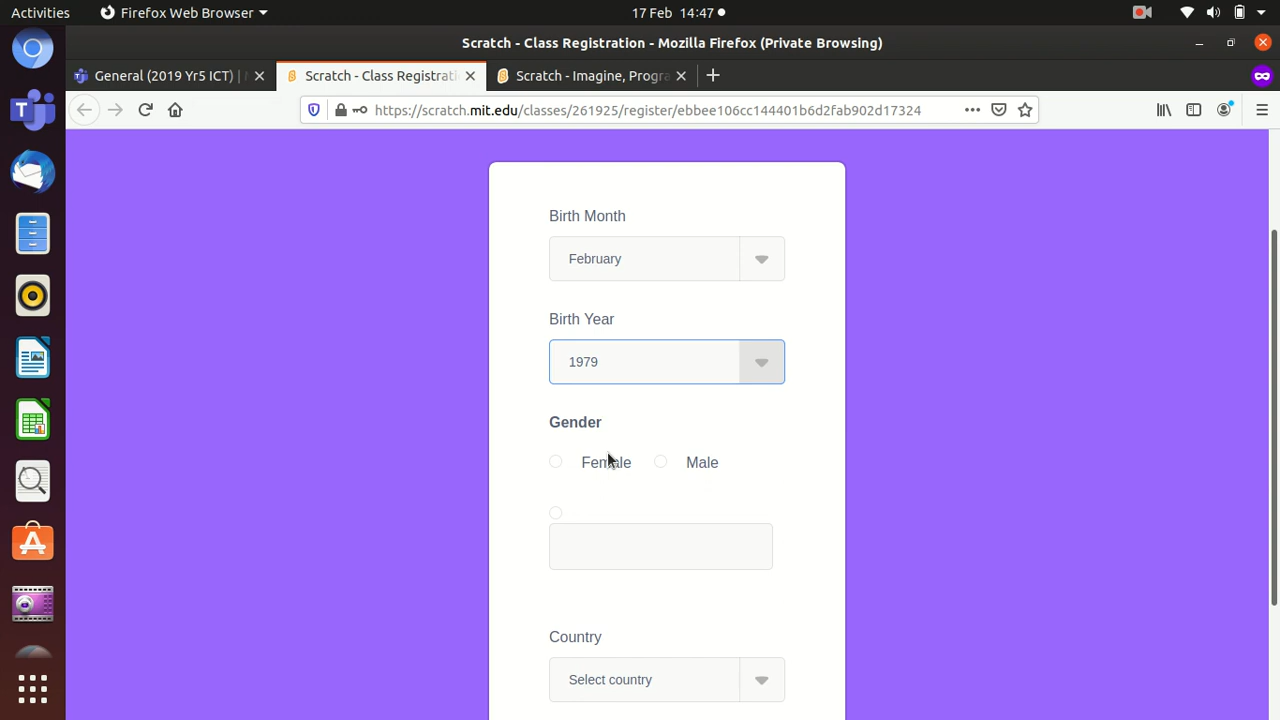 Activities Firefox Web Browser 17 Feb 14:47
Scratch - Class Registration - Mozilla Firefox (Private Browsing)
General (2019 Yr5 ICT) | Scratch - Class Registrati Scratch - Imagine, Progra
https://scratch.mit.edu/classes/261925/register/ebbee106cc144401b6d2fab902d17324
Birth Month
February
Birth Year
1979
Gender
Female Male
Country
Select country